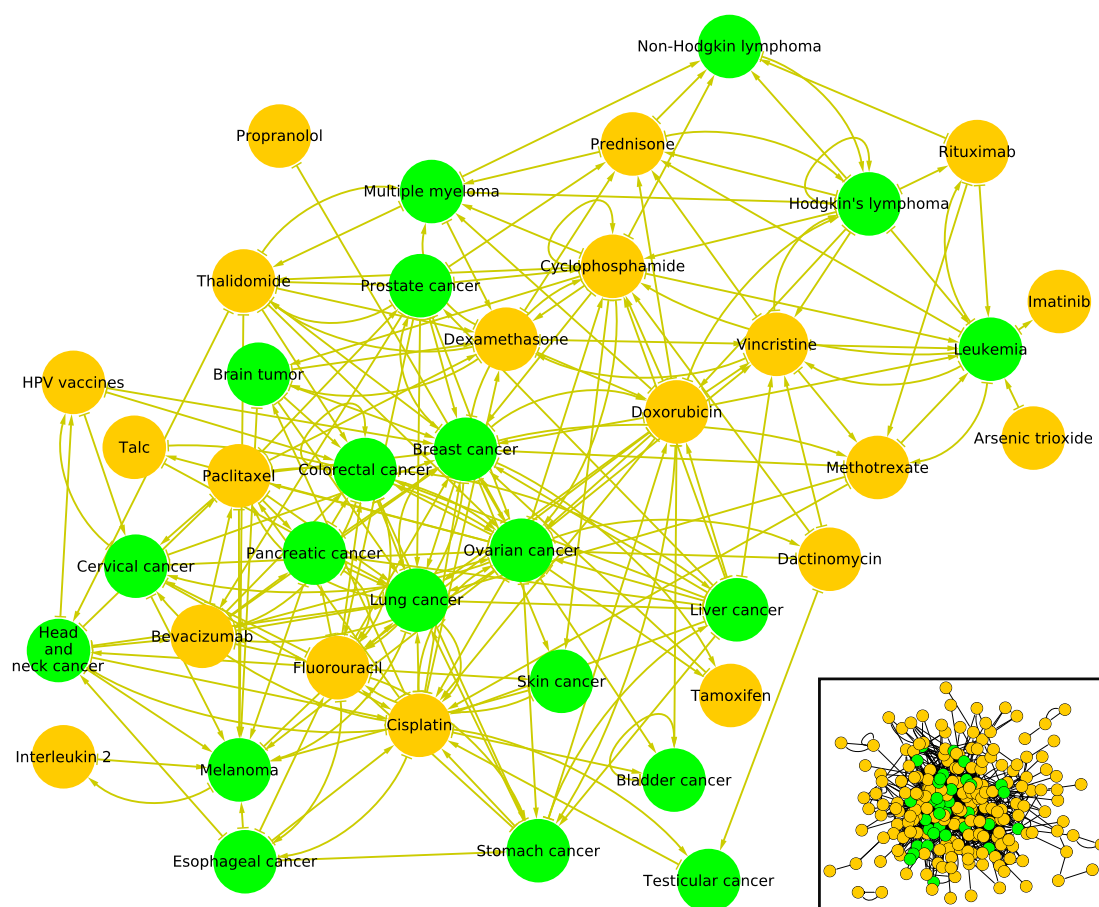 Non-Hodgkin lymphoma
Propranolol
Prednisone
Rituximab
Multiple myeloma
Hodgkin's lymphoma
Cyclophosphamide
Thalidomide
Prostate cancer
Imatinib
Dexamethasone
Vincristine
Leukemia
Brain tumor
HPV vaccines
Doxorubicin
Arsenic trioxide
Talc
Breast cancer
Colorectal cancer
Paclitaxel
Methotrexate
Pancreatic cancer
Ovarian cancer
Dactinomycin
Cervical cancer
Lung cancer
Liver cancer
Head
and
neck cancer
Bevacizumab
Fluorouracil
Skin cancer
Tamoxifen
Cisplatin
Interleukin 2
Melanoma
Bladder cancer
Stomach cancer
Esophageal cancer
Testicular cancer